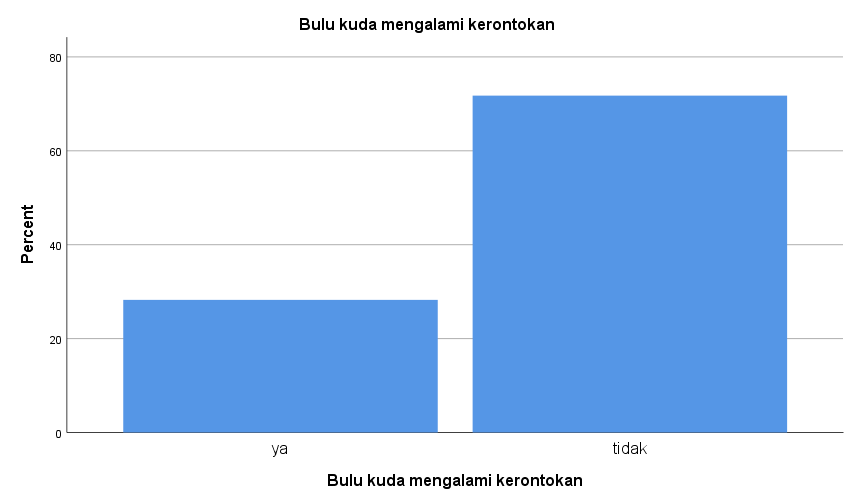 Bulu kuda mengalami kerontokan
80
60
40
20
0
Percent
ya
tidak
Bulu kuda mengalami kerontokan